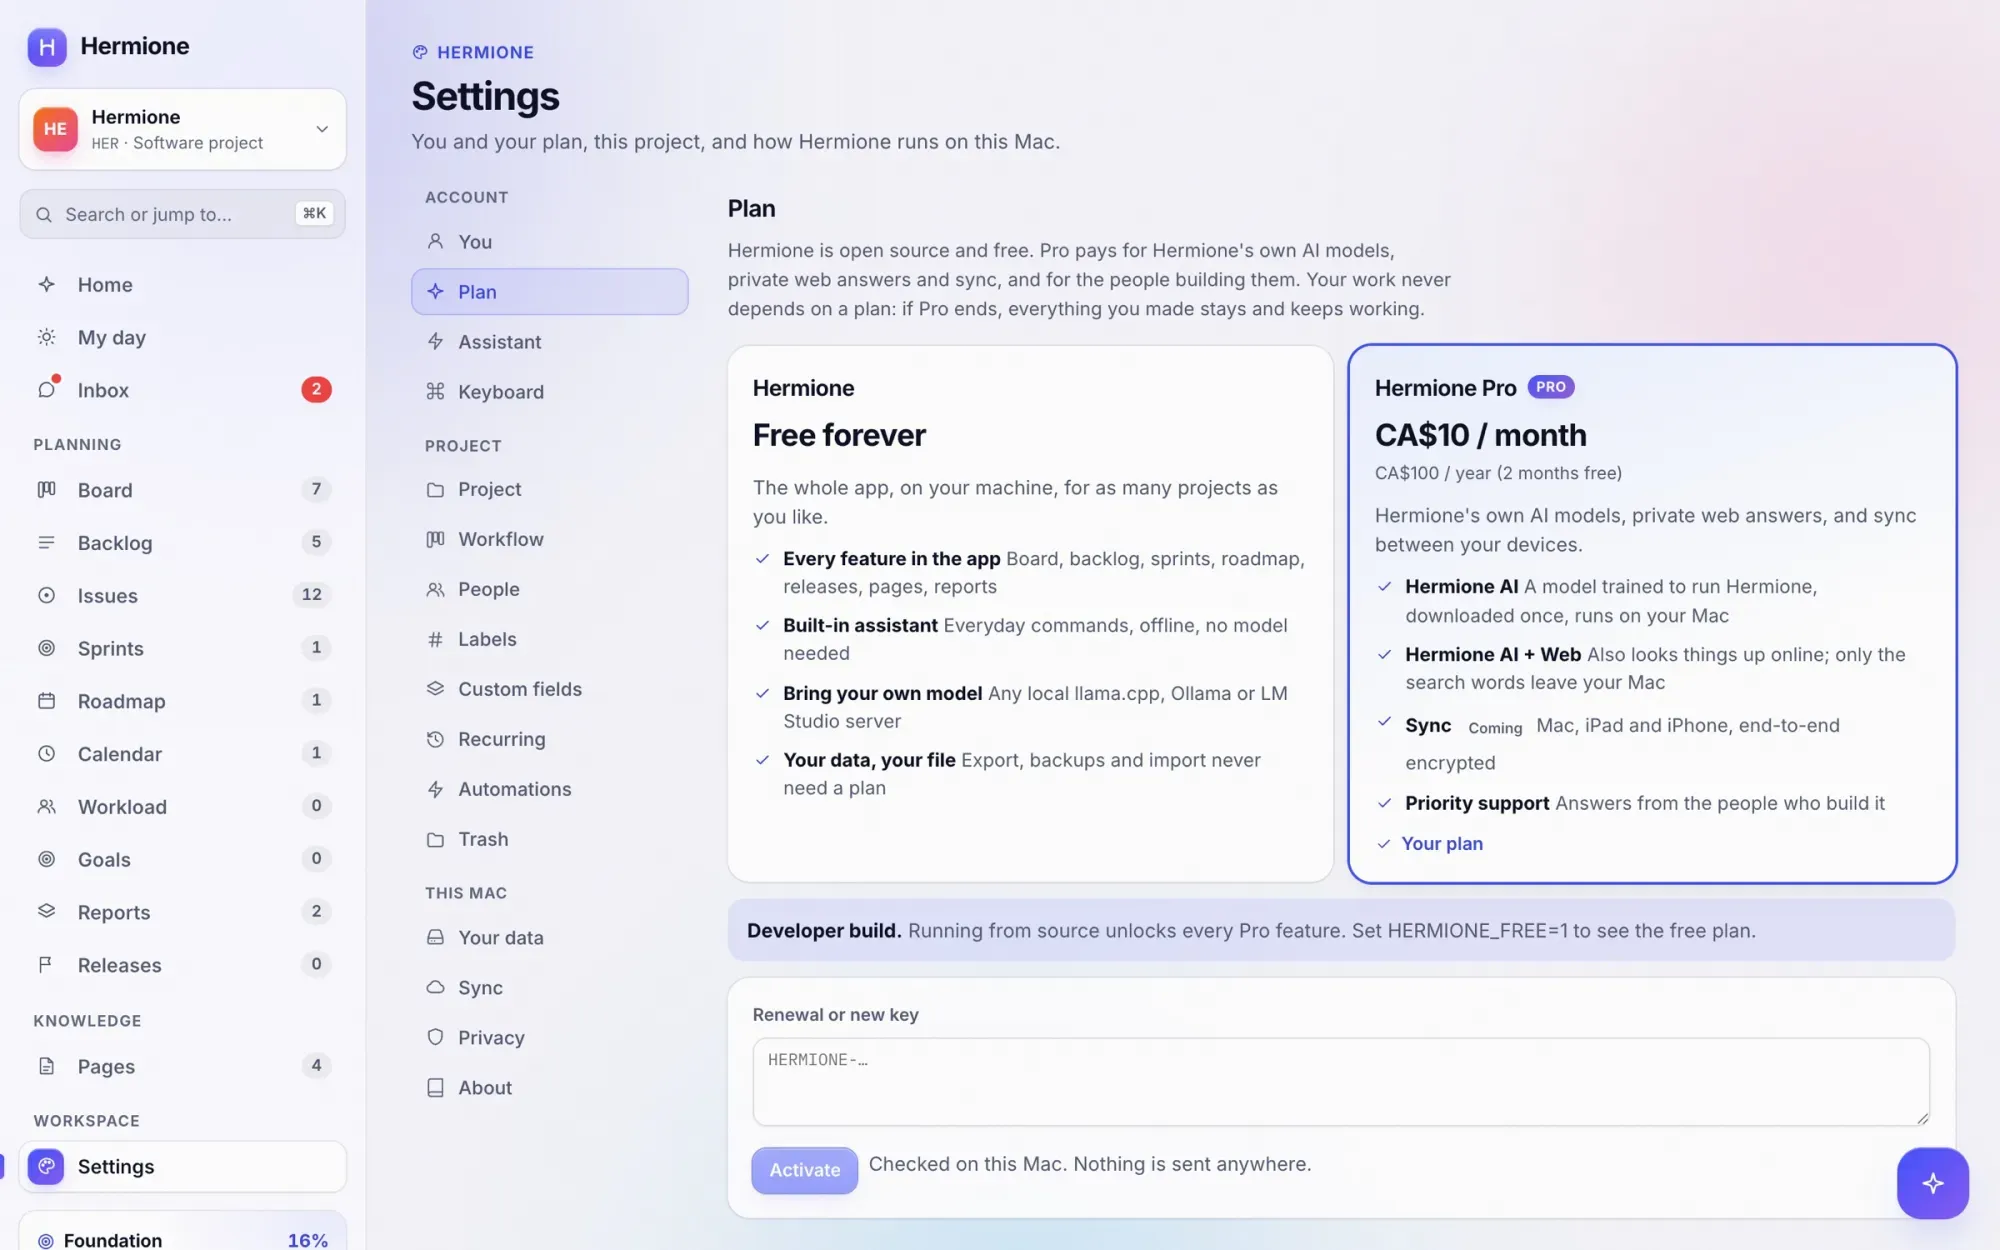 H Hermione
HE Hermione
HER · Software project
Search or jump to... ⌘K
Home
My day
Inbox 2
PLANNING
Board 7
Backlog 5
Issues 12
Sprints 1
Roadmap 1
Calendar 1
Workload 0
Goals 0
Reports 2
Releases 0
KNOWLEDGE
Pages 4
WORKSPACE
Settings
Foundation 16%
HERMIONE
Settings
You and your plan, this project, and how Hermione runs on this Mac.
ACCOUNT
You
Plan
Assistant
Keyboard
PROJECT
Project
Workflow
People
Labels
Custom fields
Recurring
Automations
Trash
THIS MAC
Your data
Sync
Privacy
About
Plan
Hermione is open source and free. Pro pays for Hermione's own AI models,
private web answers and sync, and for the people building them. Your work never
depends on a plan: if Pro ends, everything you made stays and keeps working.
Hermione
Free forever
The whole app, on your machine, for as many projects as
you like.
Every feature in the app Board, backlog, sprints, roadmap,
releases, pages, reports
Built-in assistant Everyday commands, offline, no model
needed
Bring your own model Any local llama.cpp, Ollama or LM
Studio server
Your data, your file Export, backups and import never
need a plan
Hermione Pro PRO
CA$10 / month
CA$100 / year (2 months free)
Hermione's own AI models, private web answers, and sync
between your devices.
Hermione AI A model trained to run Hermione,
downloaded once, runs on your Mac
Hermione AI + Web Also looks things up online; only the
search words leave your Mac
Sync Coming Mac, iPad and iPhone, end-to-end
encrypted
Priority support Answers from the people who build it
Your plan
Developer build. Running from source unlocks every Pro feature. Set HERMIONE_FREE=1 to see the free plan.
Renewal or new key
HERMIONE-…
Activate Checked on this Mac. Nothing is sent anywhere.